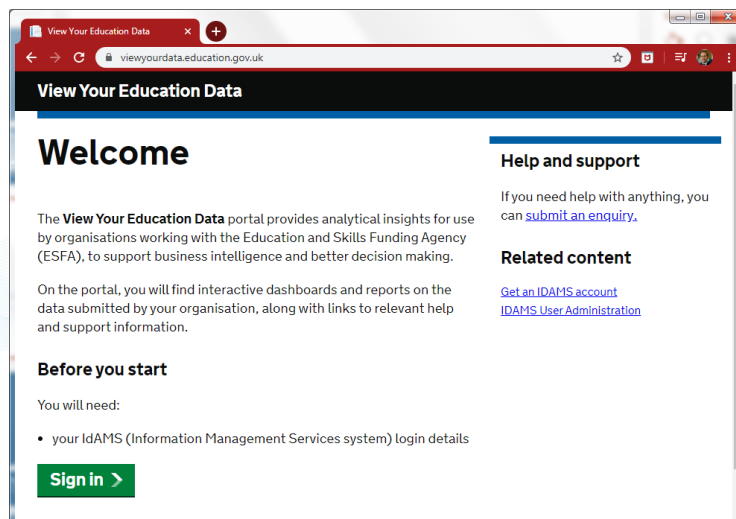 View Your Education Data
viewyourdata.education.gov.uk
View Your Education Data
Welcome
The View Your Education Data portal provides analytical insights for use
by organisations working with the Education and Skills Funding Agency
(ESFA), to support business intelligence and better decision making.
On the portal, you will find interactive dashboards and reports on the
data submitted by your organisation, along with links to relevant help
and support information.
Before you start
You will need:
• your IdAMS (Information Management Services system) login details
Sign in
Help and support
If you need help with anything, you
can submit an enquiry.
Related content
Get an IDAMS account
IDAMS User Administration